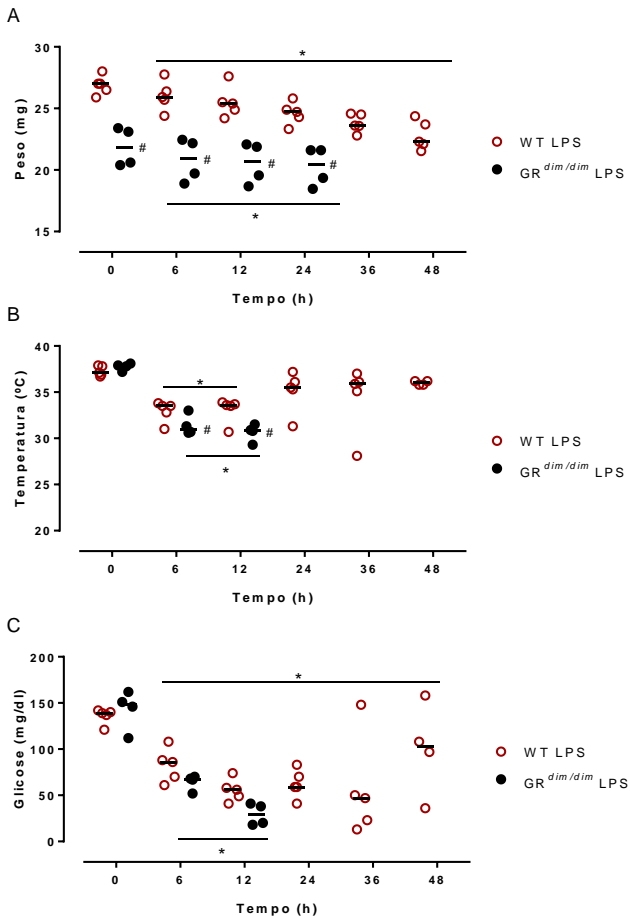 A
*
30
25
Peso (mg)
# # # #
20
WT LPS
GR dim/dim LPS
*
15
0 6 12 24 36 48
Tempo (h)
B
40
*
35
Temperatura (ºC)
# #
30
WT LPS
GR dim/dim LPS
*
25
20
0 6 12 24 36 48
Tempo (h)
C
200
*
150
Glicose (mg/dl)
100
WT LPS
GR dim/dim LPS
50
0
*
0 6 12 24 36 48
Tempo (h)